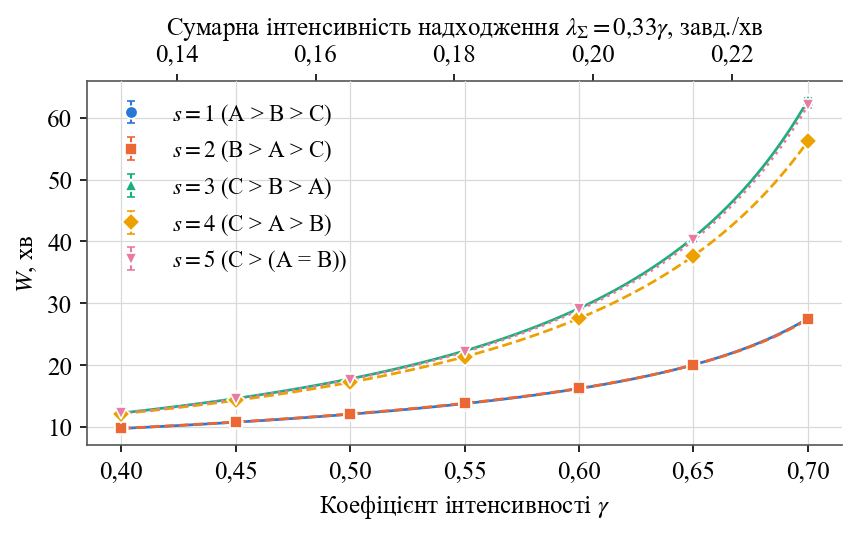 Сумарна інтенсивність надходження λΣ = 0,33γ, завд./хв
0,14 0,16 0,18 0,20 0,22
60
50
40
30
20
10
W, хв
s = 1 (A > B > C)
s = 2 (B > A > C)
s = 3 (C > B > A)
s = 4 (C > A > B)
s = 5 (C > (A = B))
0,40 0,45 0,50 0,55 0,60 0,65 0,70
Коефіцієнт інтенсивності γ